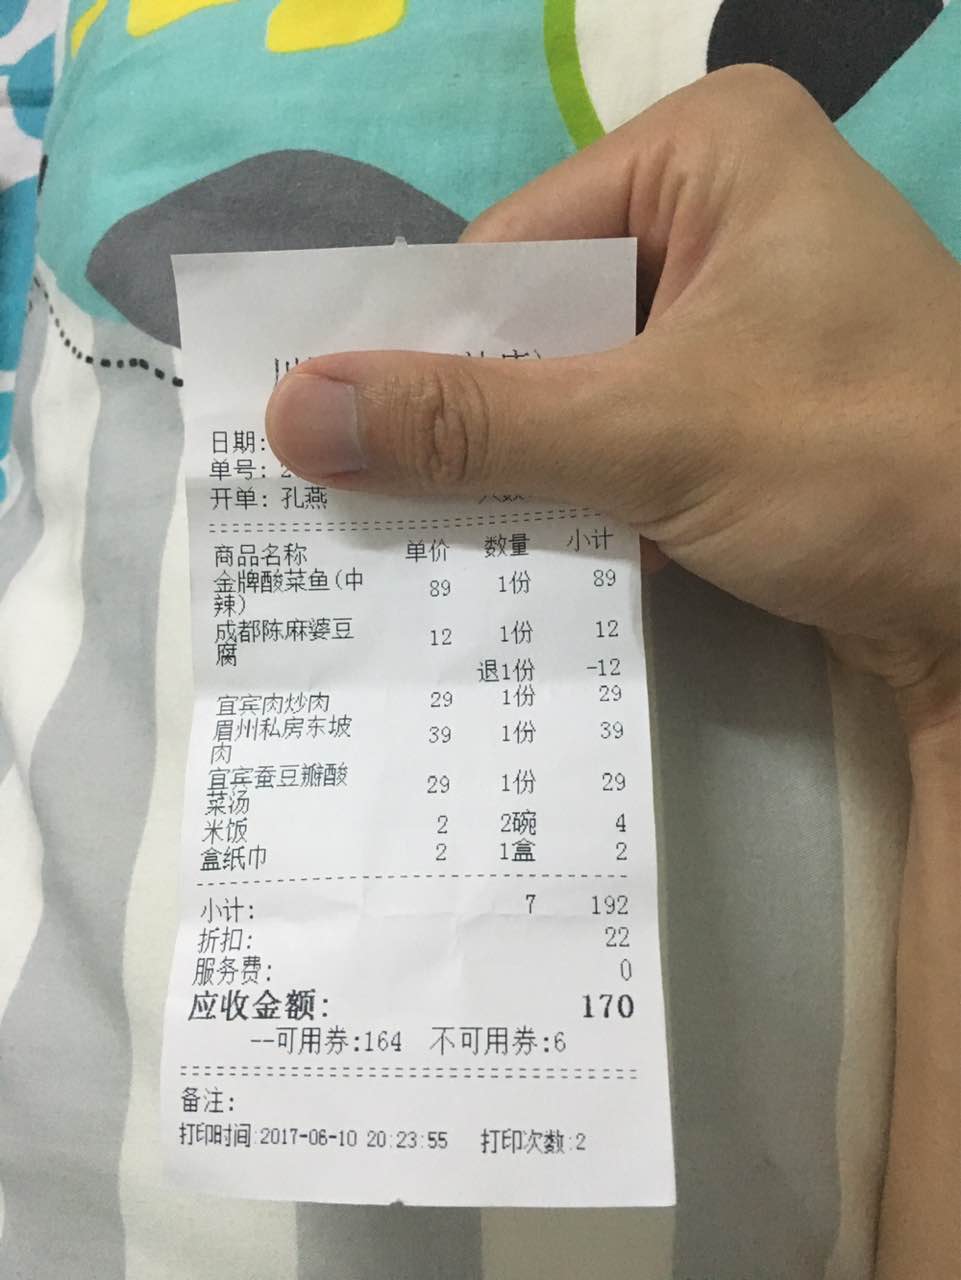 日期:
单号: 2
开单: 孔燕 人数
商品名称 单价 数量 小计
金牌酸菜鱼(中 89 1份 89
辣)
成都陈麻婆豆 12 1份 12
腐
退1份 -12
宜宾肉炒肉 29 1份 29
眉州私房东坡 39 1份 39
肉
宜宾蚕豆瓣酸 29 1份 29
菜汤
米饭 2 2碗 4
盒纸巾 2 1盒 2
小计: 7 192
折扣: 22
服务费: 0
应收金额: 170
--可用券:164 不可用券:6
备注:
打印时间:2017-06-10 20:23:55 打印次数:2